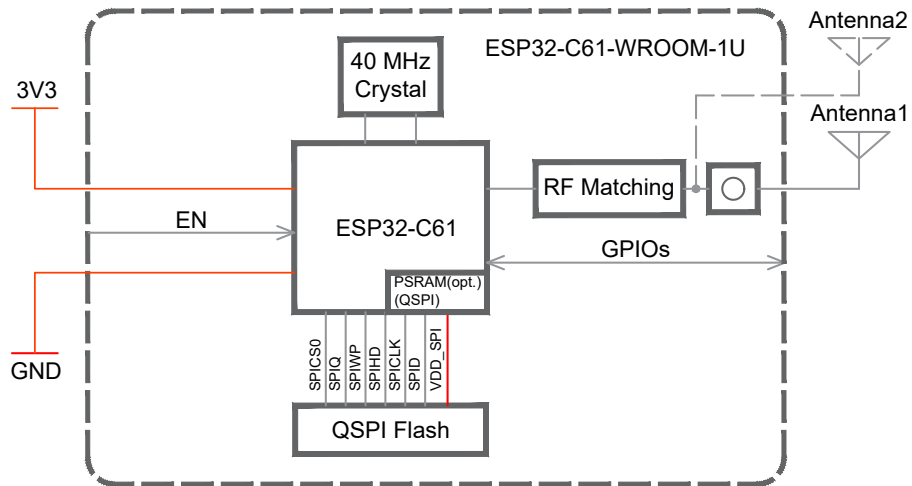 Antenna2
ESP32-C61-WROOM-1U
40 MHz
Crystal
3V3
Antenna1
RF Matching
EN
ESP32-C61
GPIOs
PSRAM(opt.)
(QSPI)
GND
SPICS0
SPIQ
SPIWP
SPIHD
SPICLK
SPID
VDD_SPI
QSPI Flash